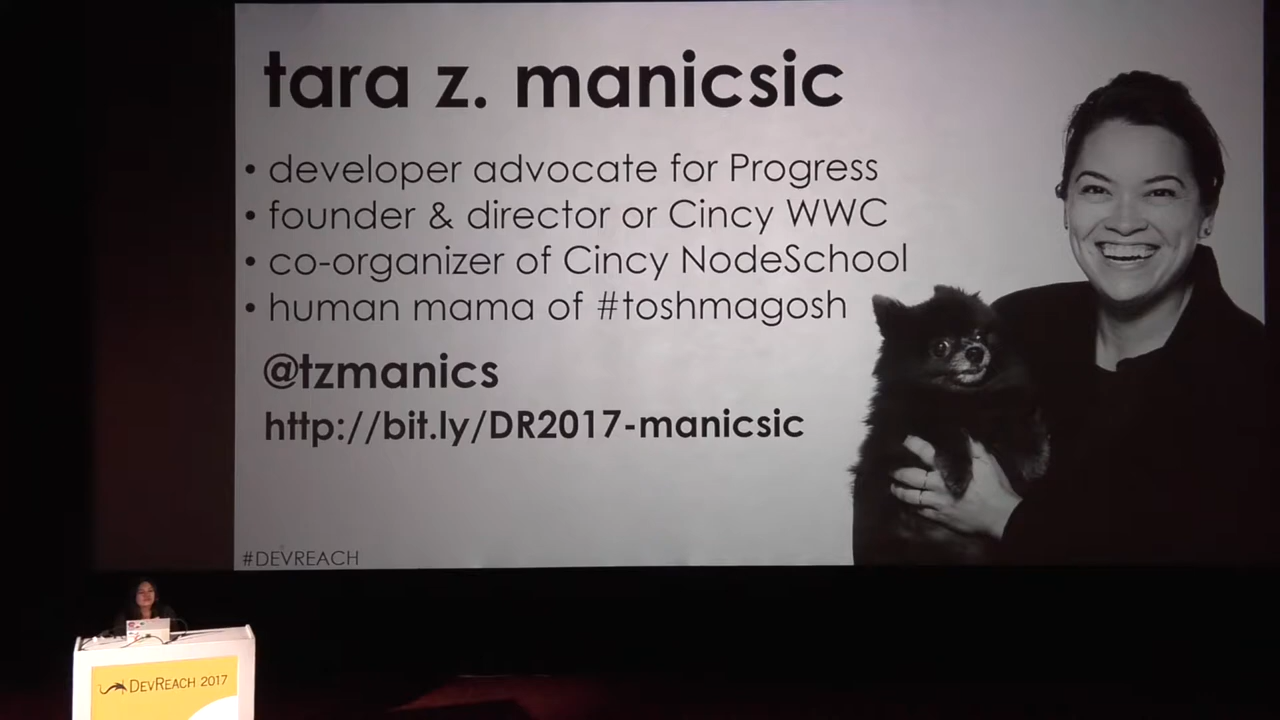 tara z. manicsic
• developer advocate for Progress
• founder & director or Cincy WWC
• co-organizer of Cincy NodeSchool
• human mama of #toshmagosh
@tzmanics
http://bit.ly/DR2017-manicsic
#DEVREACH
DEVREACH 2017